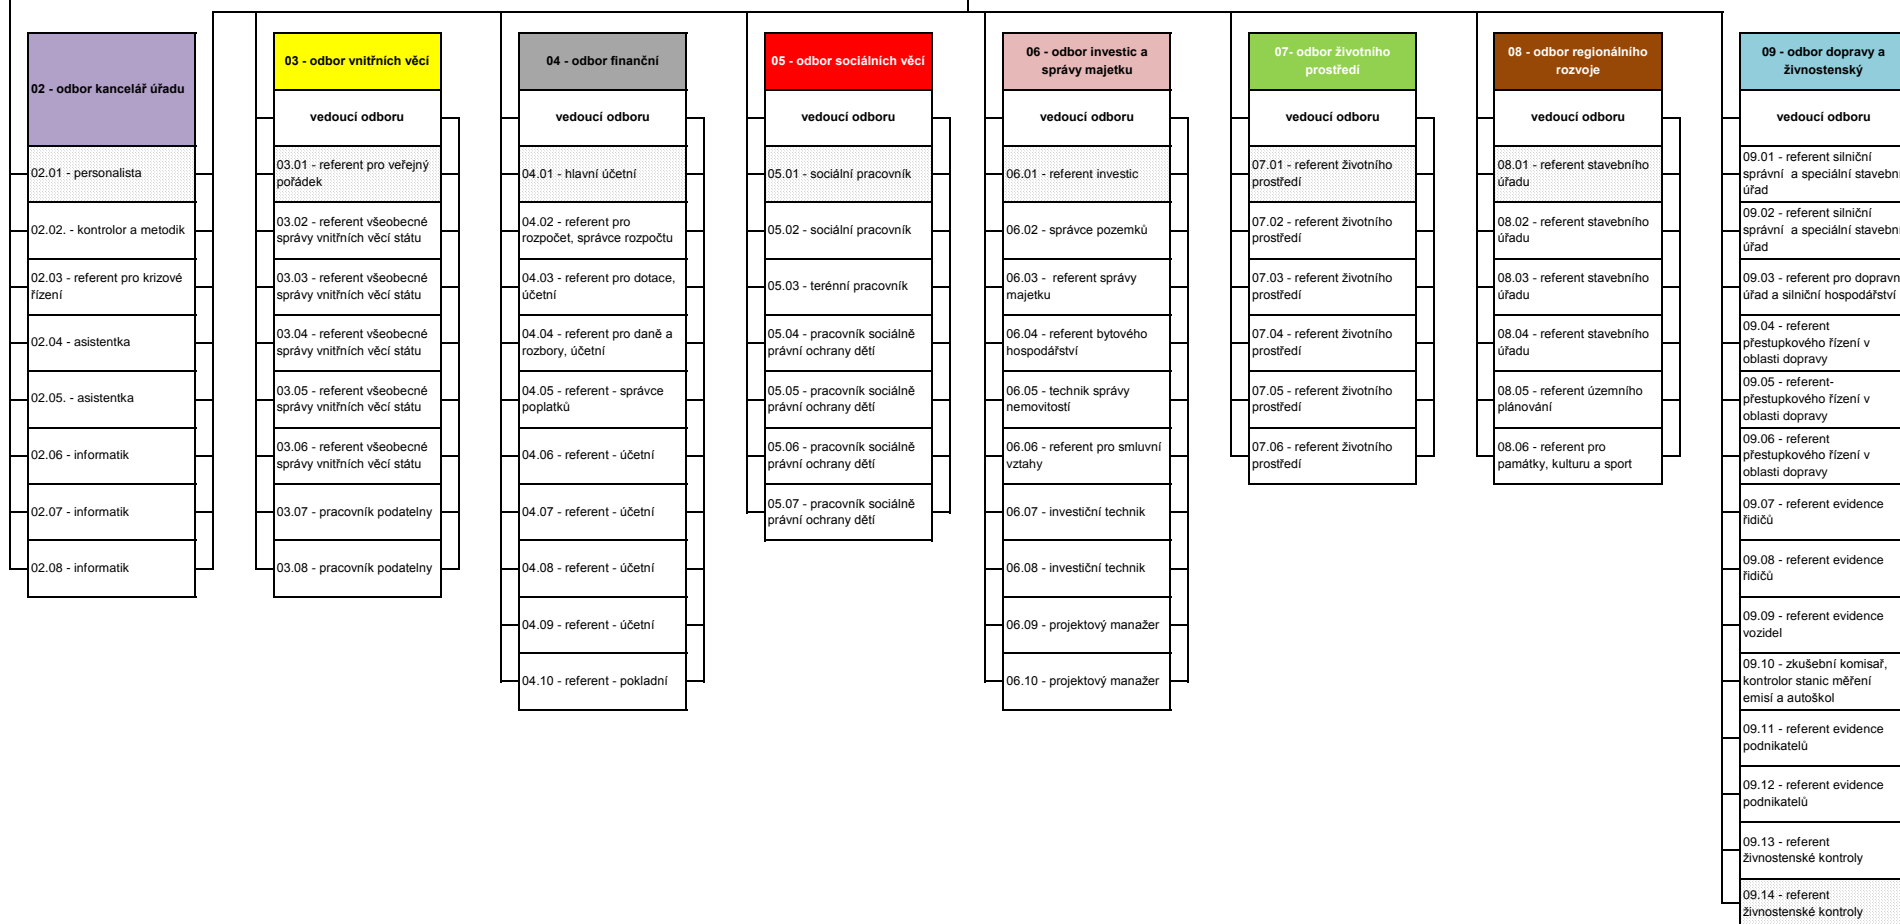 02 - odbor kancelář úřadu
02.01 - personalista
02.02. - kontrolor a metodik
02.03 - referent pro krizové
řízení
02.04 - asistentka
02.05. - asistentka
02.06 - informatik
02.07 - informatik
02.08 - informatik
03 - odbor vnitřních věcí
vedoucí odboru
03.01 - referent pro veřejný
pořádek
03.02 - referent všeobecné
správy vnitřních věcí státu
03.03 - referent všeobecné
správy vnitřních věcí státu
03.04 - referent všeobecné
správy vnitřních věcí státu
03.05 - referent všeobecné
správy vnitřních věcí státu
03.06 - referent všeobecné
správy vnitřních věcí státu
03.07 - pracovník podatelny
03.08 - pracovník podatelny
04 - odbor finanční
vedoucí odboru
04.01 - hlavní účetní
04.02 - referent pro
rozpočet, správce rozpočtu
04.03 - referent pro dotace,
účetní
04.04 - referent pro daně a
rozbory, účetní
04.05 - referent - správce
poplatků
04.06 - referent - účetní
04.07 - referent - účetní
04.08 - referent - účetní
04.09 - referent - účetní
04.10 - referent - pokladní
05 - odbor sociálních věcí
vedoucí odboru
05.01 - sociální pracovník
05.02 - sociální pracovník
05.03 - terénní pracovník
05.04 - pracovník sociálně
právní ochrany dětí
05.05 - pracovník sociálně
právní ochrany dětí
05.06 - pracovník sociálně
právní ochrany dětí
05.07 - pracovník sociálně
právní ochrany dětí
06 - odbor investic a
správy majetku
vedoucí odboru
06.01 - referent investic
06.02 - správce pozemků
06.03 -  referent správy
majetku
06.04 - referent bytového
hospodářství
06.05 - technik správy
nemovitostí
06.06 - referent pro smluvní
vztahy
06.07 - investiční technik
06.08 - investiční technik
06.09 - projektový manažer
06.10 - projektový manažer
07- odbor životního
prostředí
vedoucí odboru
07.01 - referent životního
prostředí
07.02 - referent životního
prostředí
07.03 - referent životního
prostředí
07.04 - referent životního
prostředí
07.05 - referent životního
prostředí
07.06 - referent životního
prostředí
08 - odbor regionálního
rozvoje
vedoucí odboru
08.01 - referent stavebního
úřadu
08.02 - referent stavebního
úřadu
08.03 - referent stavebního
úřadu
08.04 - referent stavebního
úřadu
08.05 - referent územního
plánování
08.06 - referent pro
památky, kulturu a sport
09 - odbor dopravy a
živnostenský
vedoucí odboru
09.01 - referent silniční
správní  a speciální stavební
úřad
09.02 - referent silniční
správní  a speciální stavební
úřad
09.03 - referent pro dopravn
úřad a silniční hospodářství
09.04 - referent
přestupkového řízení v
oblasti dopravy
09.05 - referent-
přestupkového řízení v
oblasti dopravy
09.06 - referent
přestupkového řízení v
oblasti dopravy
09.07 - referent evidence
řidičů
09.08 - referent evidence
řidičů
09.09 - referent evidence
vozidel
09.10 - zkušební komisař,
kontrolor stanic měření
emisí a autoškol
09.11 - referent evidence
podnikatelů
09.12 - referent evidence
podnikatelů
09.13 - referent
živnostenské kontroly
09.14 - referent
živnostenské kontroly